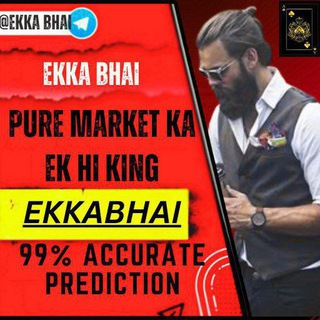 @EKKA BHAI
EKKA BHAI
PURE MARKET KA
EK HI KING
EKKABHAI
99% ACCURATE
PREDICTION